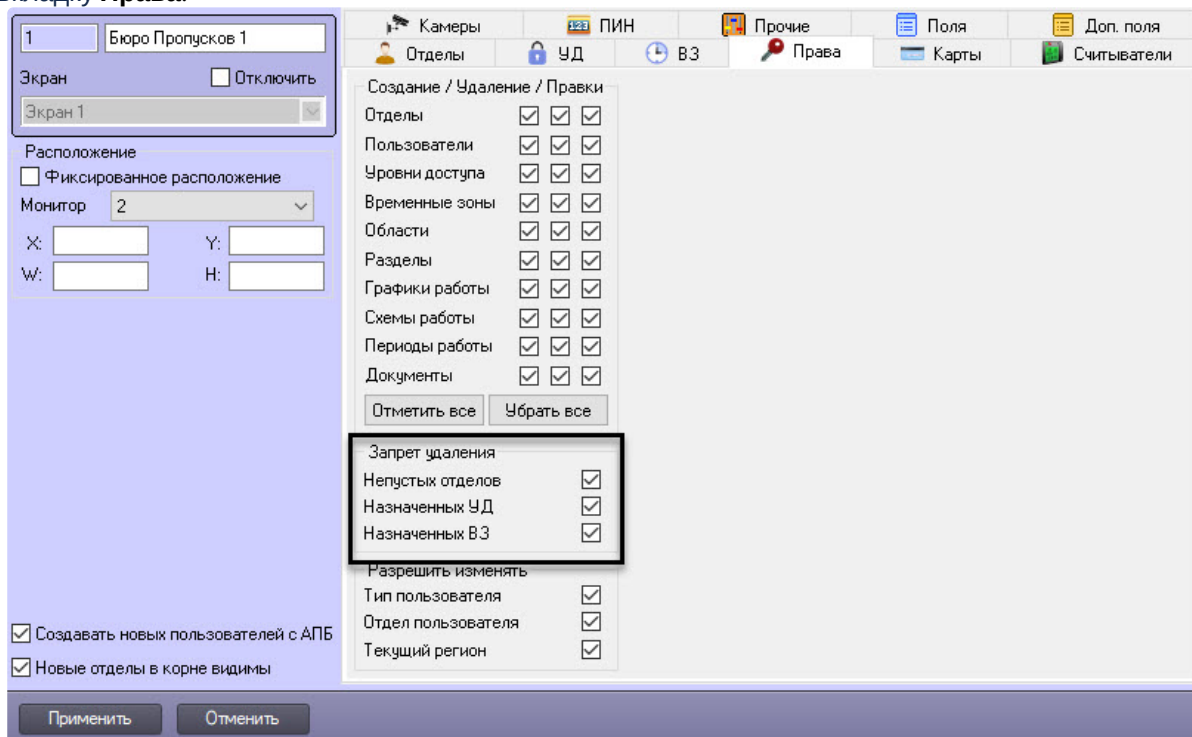 вкладку Права.
1 Бюро Пропусков 1
Экран Отключить
Экран 1
Расположение
Фиксированное расположение
Монитор 2
X: Y:
W: H:
Создавать новых пользователей с АПБ
Новые отделы в корне видимы
Камеры ПИН Прочие Поля Доп. поля
Отделы УД ВЗ Права Карты Считыватели
Создание / Удаление / Правки
Отделы
Пользователи
Уровни доступа
Временные зоны
Области
Разделы
Графики работы
Схемы работы
Периоды работы
Документы
Отметить все Убрать все
Запрет удаления
Непустых отделов
Назначенных УД
Назначенных ВЗ
Разрешить изменять
Тип пользователя
Отдел пользователя
Текущий регион
Применить Отменить